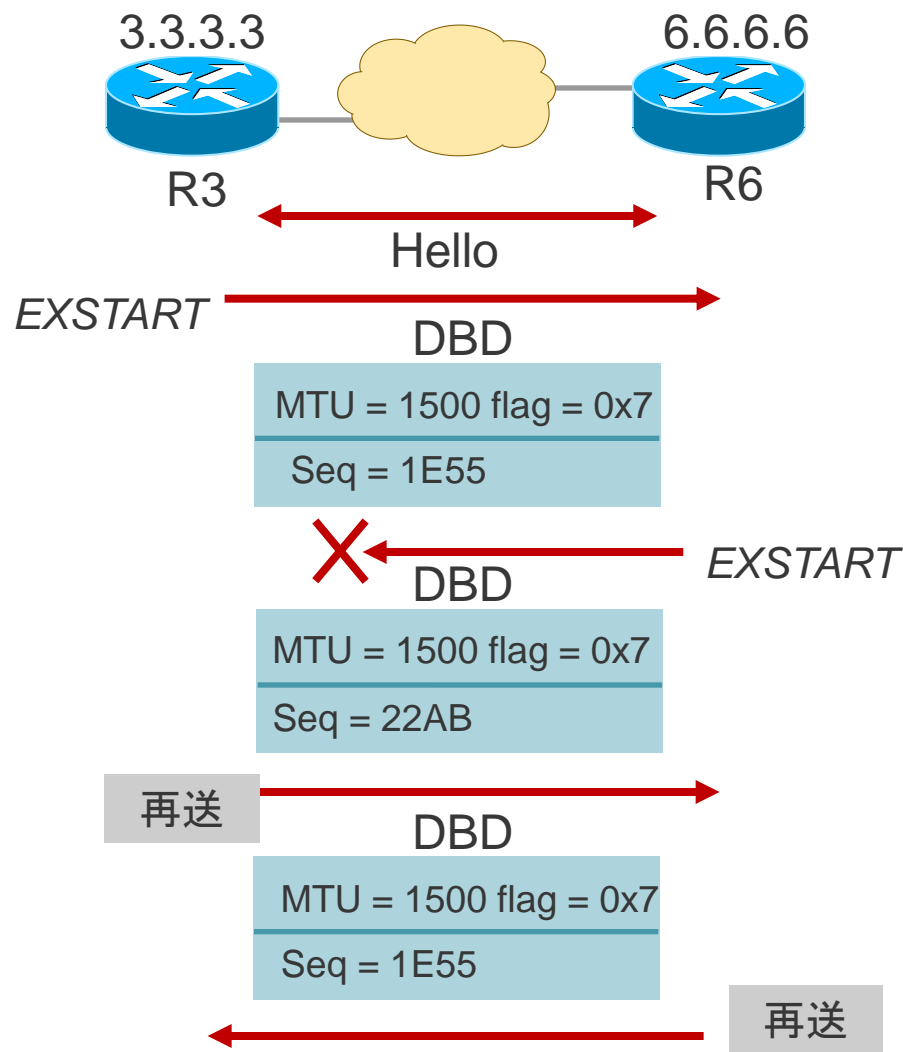 3.3.3.3
6.6.6.6
R3
R6
Hello
EXSTART
DBD
MTU = 1500 flag = 0x7
Seq = 1E55
EXSTART
DBD
MTU = 1500 flag = 0x7
Seq = 22AB
再送
DBD
MTU = 1500 flag = 0x7
Seq = 1E55
再送